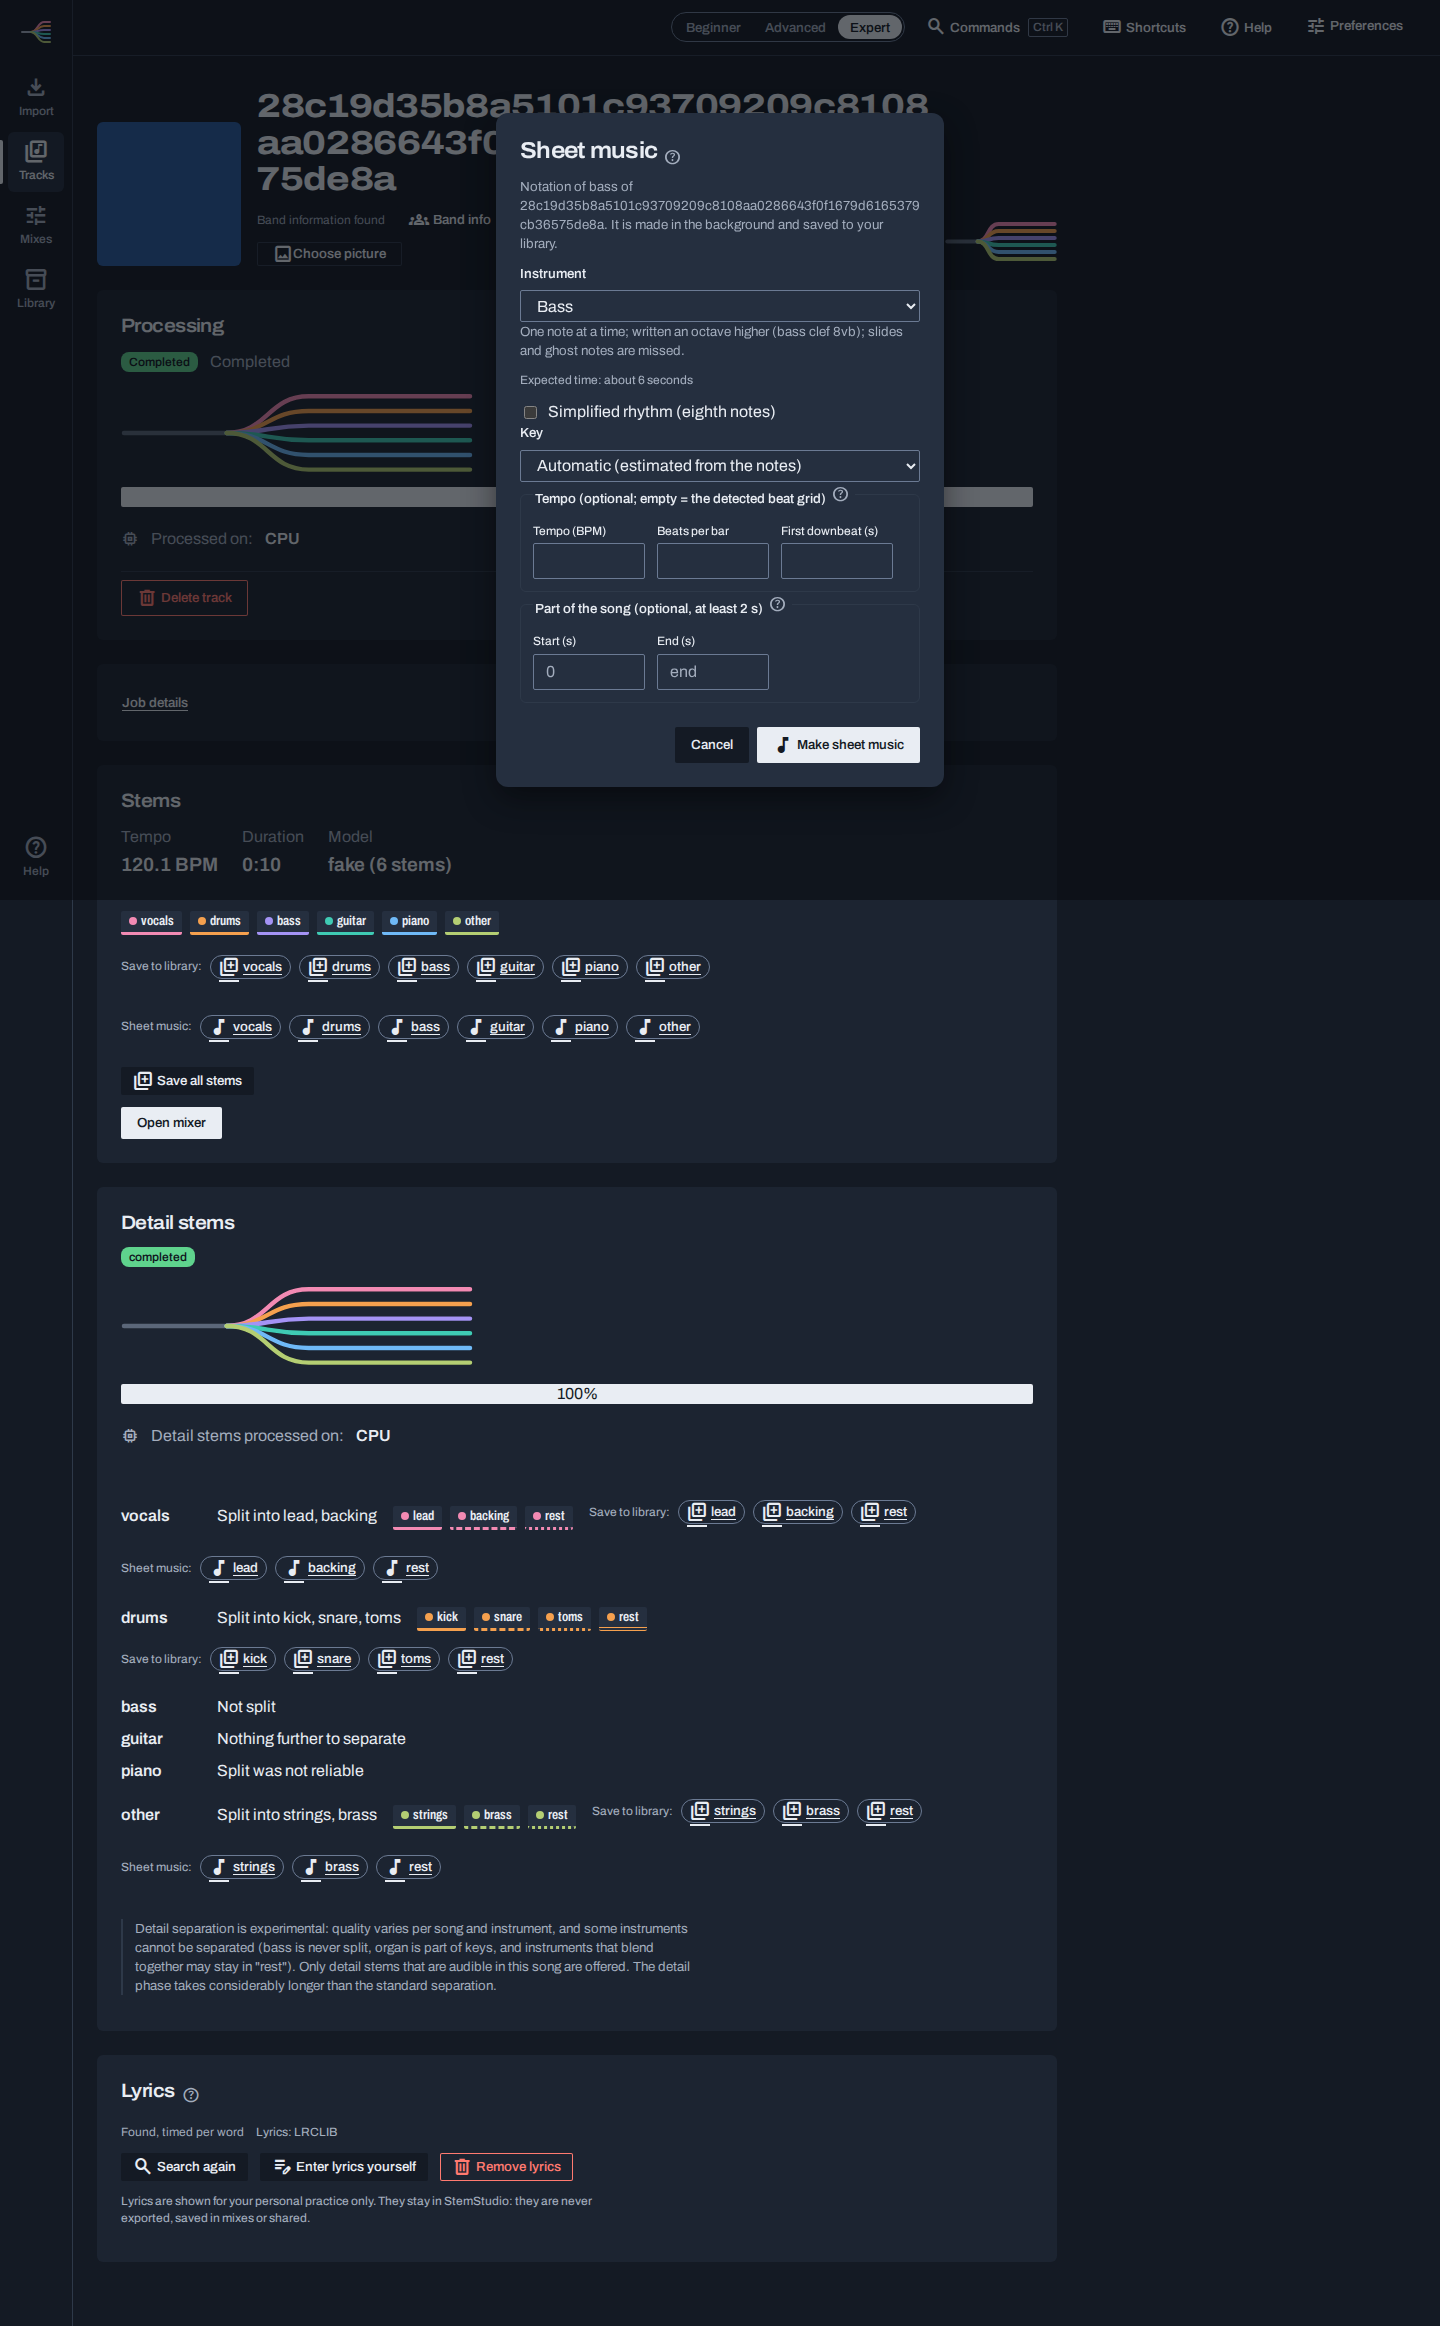 Beginner Advanced Expert Commands Ctrl K Shortcuts Help Preferences
Import
Tracks
Mixes
Library
Help
28c19d35b8a5101c93709209c8108
aa0286643f0
75de8a
Band information found Band info
Choose picture
Processing
Completed Completed
Processed on: CPU
Delete track
Job details
Sheet music
Notation of bass of
28c19d35b8a5101c93709209c8108aa0286643f0f1679d6165379
cb36575de8a. It is made in the background and saved to your
library.
Instrument
Bass
One note at a time; written an octave higher (bass clef 8vb); slides
and ghost notes are missed.
Expected time: about 6 seconds
Simplified rhythm (eighth notes)
Key
Automatic (estimated from the notes)
Tempo (optional; empty = the detected beat grid)
Tempo (BPM) Beats per bar First downbeat (s)
Part of the song (optional, at least 2 s)
Start (s) End (s)
0 end
Cancel Make sheet music
Stems
Tempo Duration Model
120.1 BPM 0:10 fake (6 stems)
vocals drums bass guitar piano other
Save to library: vocals drums bass guitar piano other
Sheet music: vocals drums bass guitar piano other
Save all stems
Open mixer
Detail stems
completed
100%
Detail stems processed on: CPU
vocals Split into lead, backing lead backing rest Save to library: lead backing rest
Sheet music: lead backing rest
drums Split into kick, snare, toms kick snare toms rest
Save to library: kick snare toms rest
bass Not split
guitar Nothing further to separate
piano Split was not reliable
other Split into strings, brass strings brass rest Save to library: strings brass rest
Sheet music: strings brass rest
Detail separation is experimental: quality varies per song and instrument, and some instruments
cannot be separated (bass is never split, organ is part of keys, and instruments that blend
together may stay in "rest"). Only detail stems that are audible in this song are offered. The detail
phase takes considerably longer than the standard separation.
Lyrics
Found, timed per word Lyrics: LRCLIB
Search again Enter lyrics yourself Remove lyrics
Lyrics are shown for your personal practice only. They stay in StemStudio: they are never
exported, saved in mixes or shared.